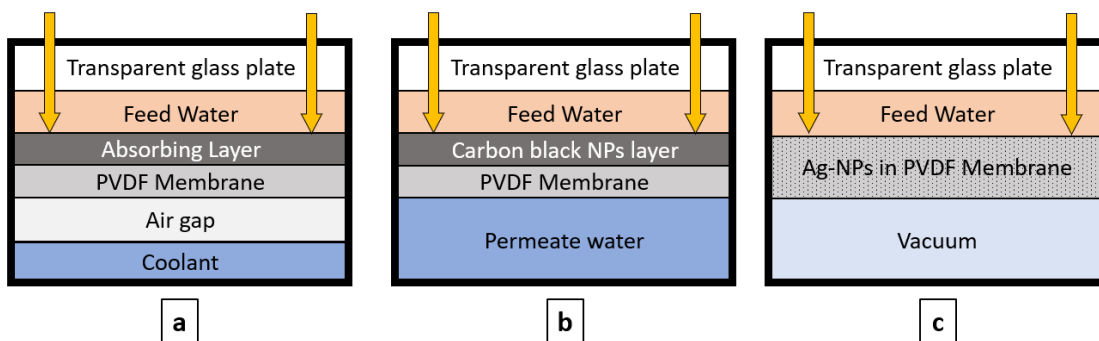 Transparent glass plate
Feed Water
Absorbing Layer
PVDF Membrane
Air gap
Coolant
a
Transparent glass plate
Feed Water
Carbon black NPs layer
PVDF Membrane
Permeate water
b
Transparent glass plate
Feed Water
Ag-NPs in PVDF Membrane
Vacuum
c